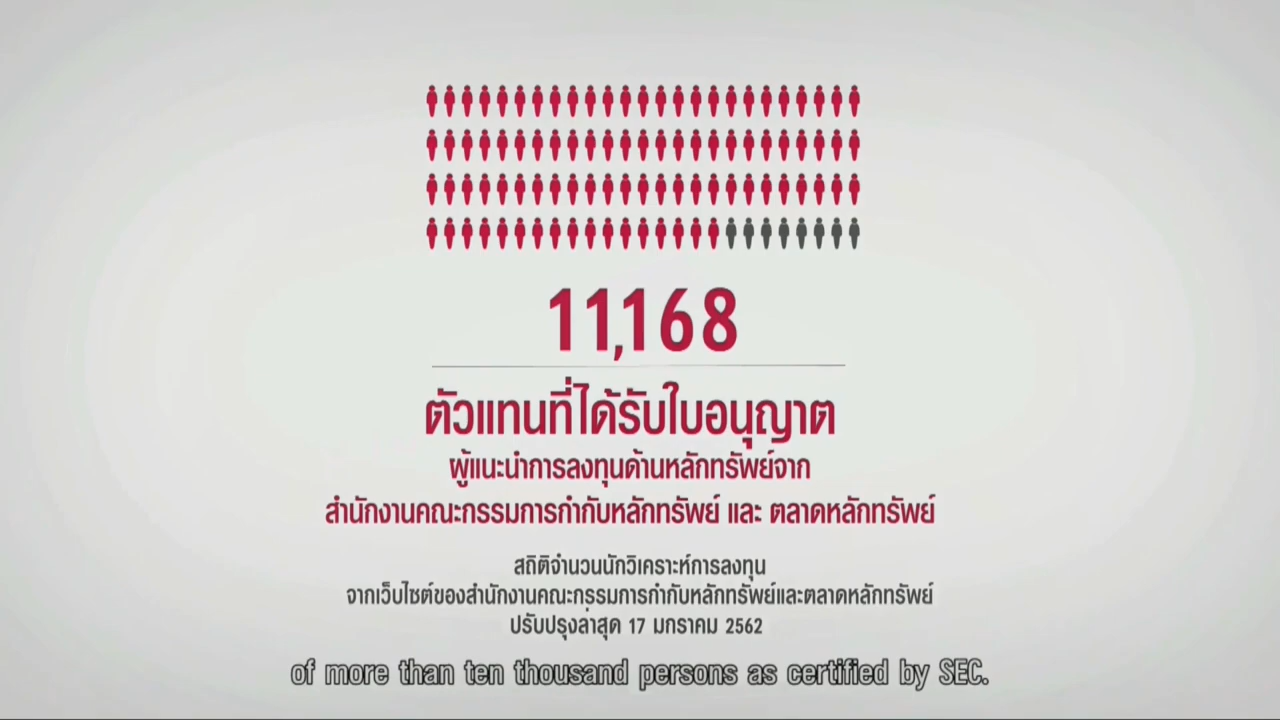 11,168
ตัวแทนที่ได้รับใบอนุญาต
ผู้แนะนำการลงทุนด้านหลักทรัพย์จาก
สำนักงานคณะกรรมการกำกับหลักทรัพย์ และ ตลาดหลักทรัพย์
สถิติจำนวนนักวิเคราะห์การลงทุน
จากเว็บไซต์ของสำนักงานคณะกรรมการกำกับหลักทรัพย์และตลาดหลักทรัพย์
ปรับปรุงล่าสุด 17 มกราคม 2562
of more than ten thousand persons as certified by SEC.